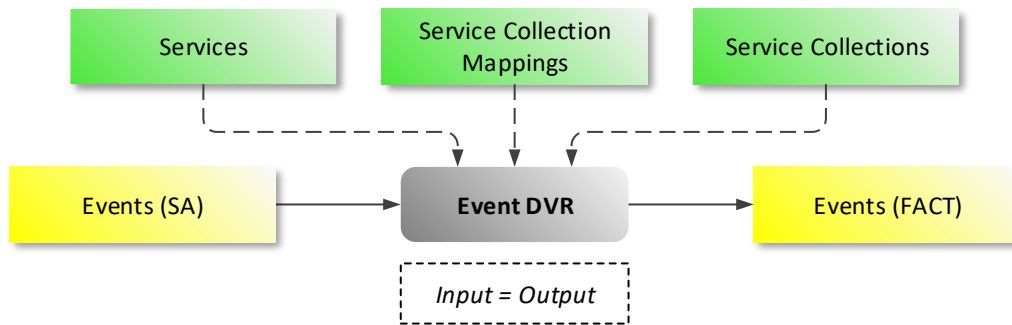 Services
Service Collection
Mappings
Service Collections
Events (SA)
Event DVR
Events (FACT)
Input = Output